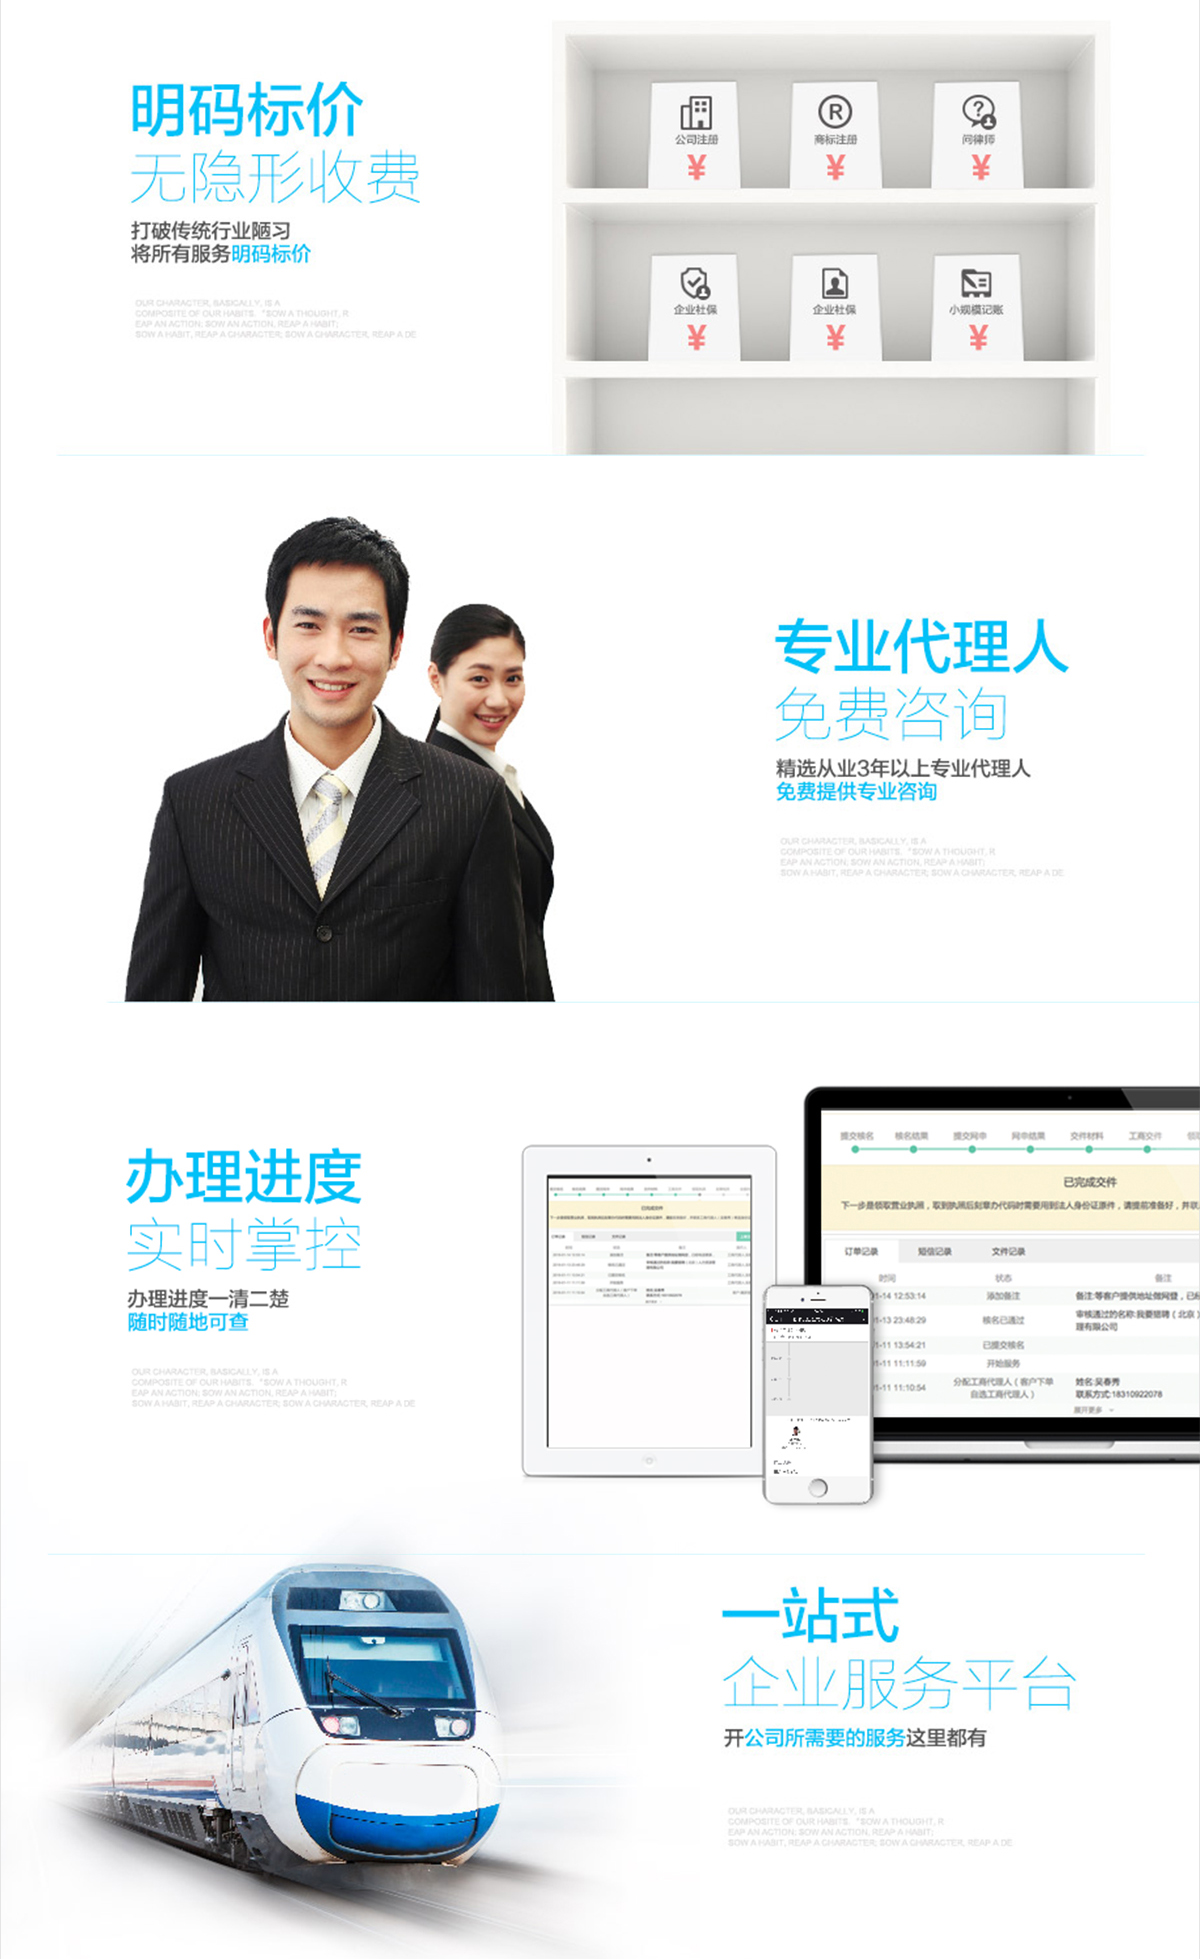 明码标价
无隐形收费
打破传统行业陋习
将所有服务明码标价
OUR CHARACTER, BASICALLY, IS A
COMPOSITE OF OUR HABITS. "SOW A THOUGHT, R
EAP AN ACTION; SOW AN ACTION, REAP A HABIT;
SOW A HABIT, REAP A CHARACTER; SOW A CHARACTER, REAP A DE
公司注册
¥
商标注册
¥
问律师
¥
企业社保
¥
企业社保
¥
小规模记账
¥
专业代理人
免费咨询
精选从业3年以上专业代理人
免费提供专业咨询
OUR CHARACTER, BASICALLY, IS A
COMPOSITE OF OUR HABITS. "SOW A THOUGHT, R
EAP AN ACTION; SOW AN ACTION, REAP A HABIT;
SOW A HABIT, REAP A CHARACTER; SOW A CHARACTER, REAP A DE
办理进度
实时掌控
办理进度一清二楚
随时随地可查
OUR CHARACTER, BASICALLY, IS A
COMPOSITE OF OUR HABITS. "SOW A THOUGHT, R
EAP AN ACTION; SOW AN ACTION, REAP A HABIT;
SOW A HABIT, REAP A CHARACTER; SOW A CHARACTER, REAP A DE
提交核名 核名结果 提交网申 网申结果 交件材料 工商交件 领取
已完成交件
下一步是领取营业执照，取到执照后刻章办代码时需要用到法人身份证原件，请提前准备好，并联
订单记录 短信记录 文件记录
时间 状态 备注
-14 12:53:14 添加备注 备注:等客户提供地址做网登，已经
-13 23:48:29 核名已通过 审核通过的名称:我要猎聘（北京）
理有限公司
-11 13:54:21 已提交核名
-11 11:11:59 开始服务
-11 11:10:54 分配工商代理人（客户下单
自选工商代理人） 姓名:吴春秀
联系方式:18310922078
展开更多
一站式
企业服务平台
开公司所需要的服务这里都有
OUR CHARACTER, BASICALLY, IS A
COMPOSITE OF OUR HABITS. "SOW A THOUGHT, R
EAP AN ACTION; SOW AN ACTION, REAP A HABIT;
SOW A HABIT, REAP A CHARACTER; SOW A CHARACTER, REAP A DE